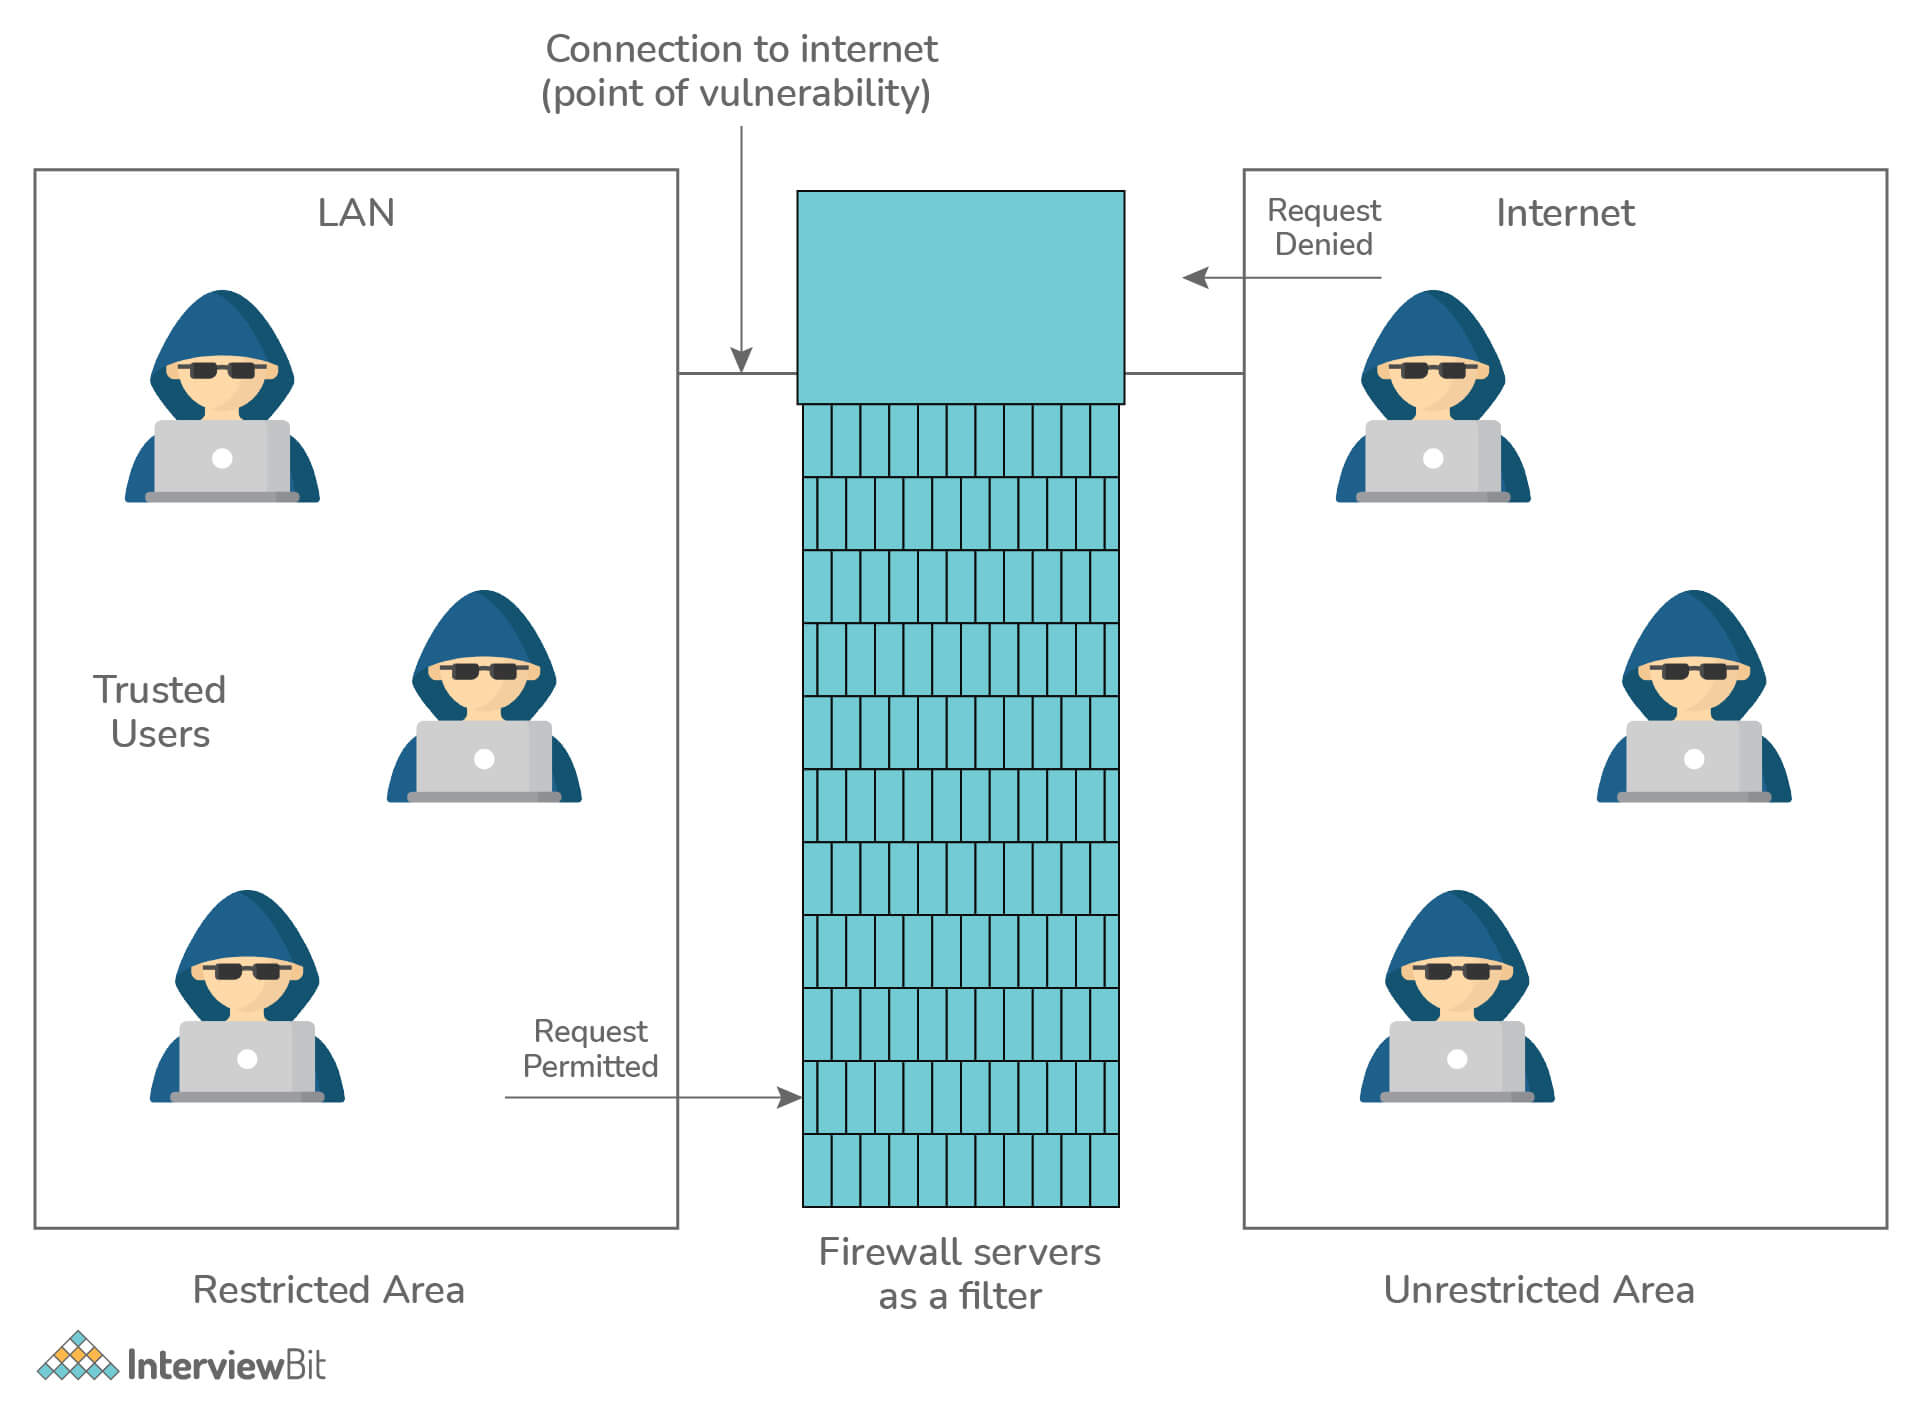 Connection to internet
(point of vulnerability)
LAN
Request
Denied
Internet
Trusted
Users
Request
Permitted
Firewall servers
as a filter
Restricted Area
Unrestricted Area
InterviewBit